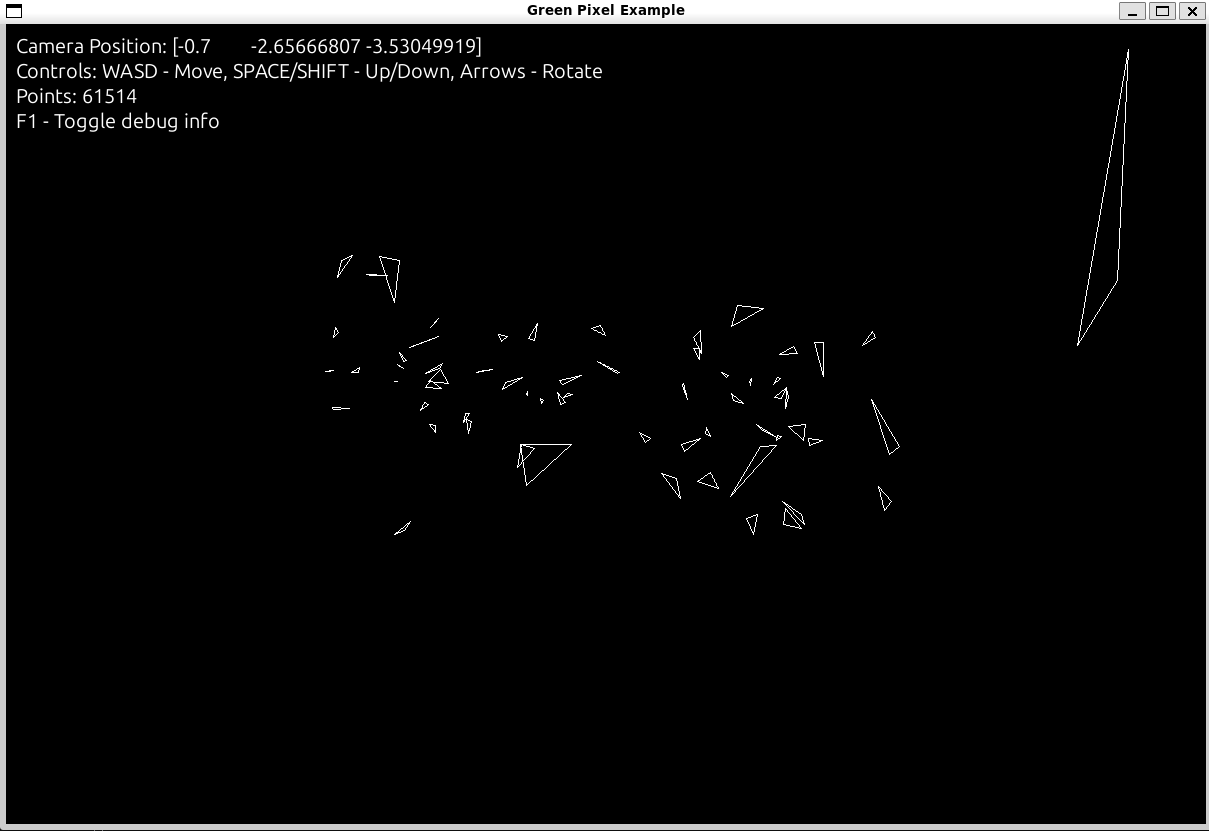 Green Pixel Example
Camera Position: [-0.7 -2.65666807 -3.53049919]
Controls: WASD - Move, SPACE/SHIFT - Up/Down, Arrows - Rotate
Points: 61514
F1 - Toggle debug info